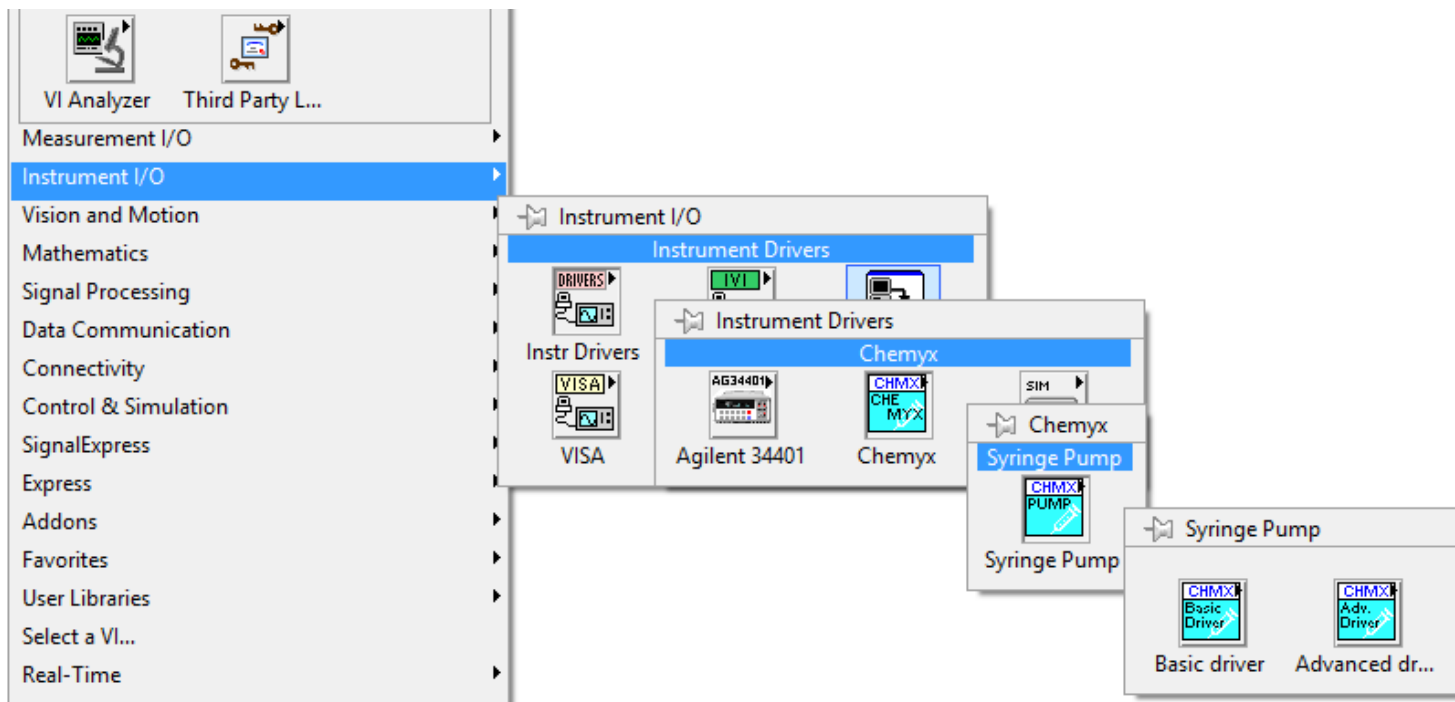 VI Analyzer
Third Party L...
Measurement I/O
Instrument I/O
Vision and Motion
Mathematics
Signal Processing
Data Communication
Connectivity
Control & Simulation
SignalExpress
Express
Addons
Favorites
User Libraries
Select a VI...
Real-Time
Instrument I/O
Instrument Drivers
DRIVERS
IVI
Instr Drivers
VISA
VISA
Instrument Drivers
Chemyx
AG34401
CHMX
CHE
MYX
SIM
Agilent 34401
Chemyx
Chemyx
Syringe Pump
CHMX
PUMP
Syringe Pump
Syringe Pump
CHMX
Basic
Driver
CHMX
Adv.
Driver
Basic driver
Advanced dr...